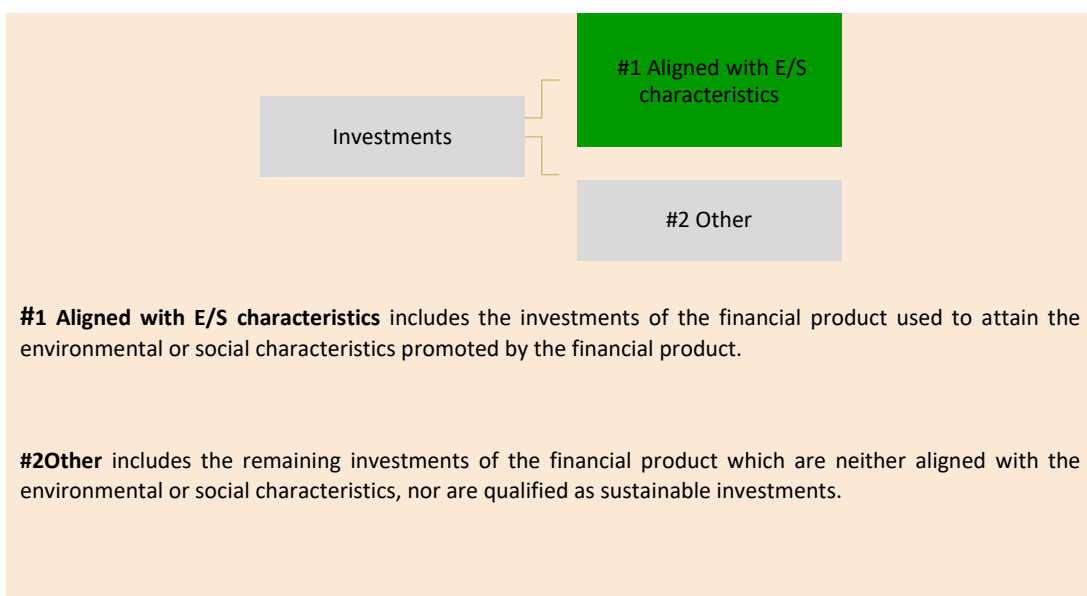 #1 Aligned with E/S
characteristics
Investments
#2 Other
#1 Aligned with E/S characteristics includes the investments of the financial product used to attain the
environmental or social characteristics promoted by the financial product.
#2Other includes the remaining investments of the financial product which are neither aligned with the
environmental or social characteristics, nor are qualified as sustainable investments.